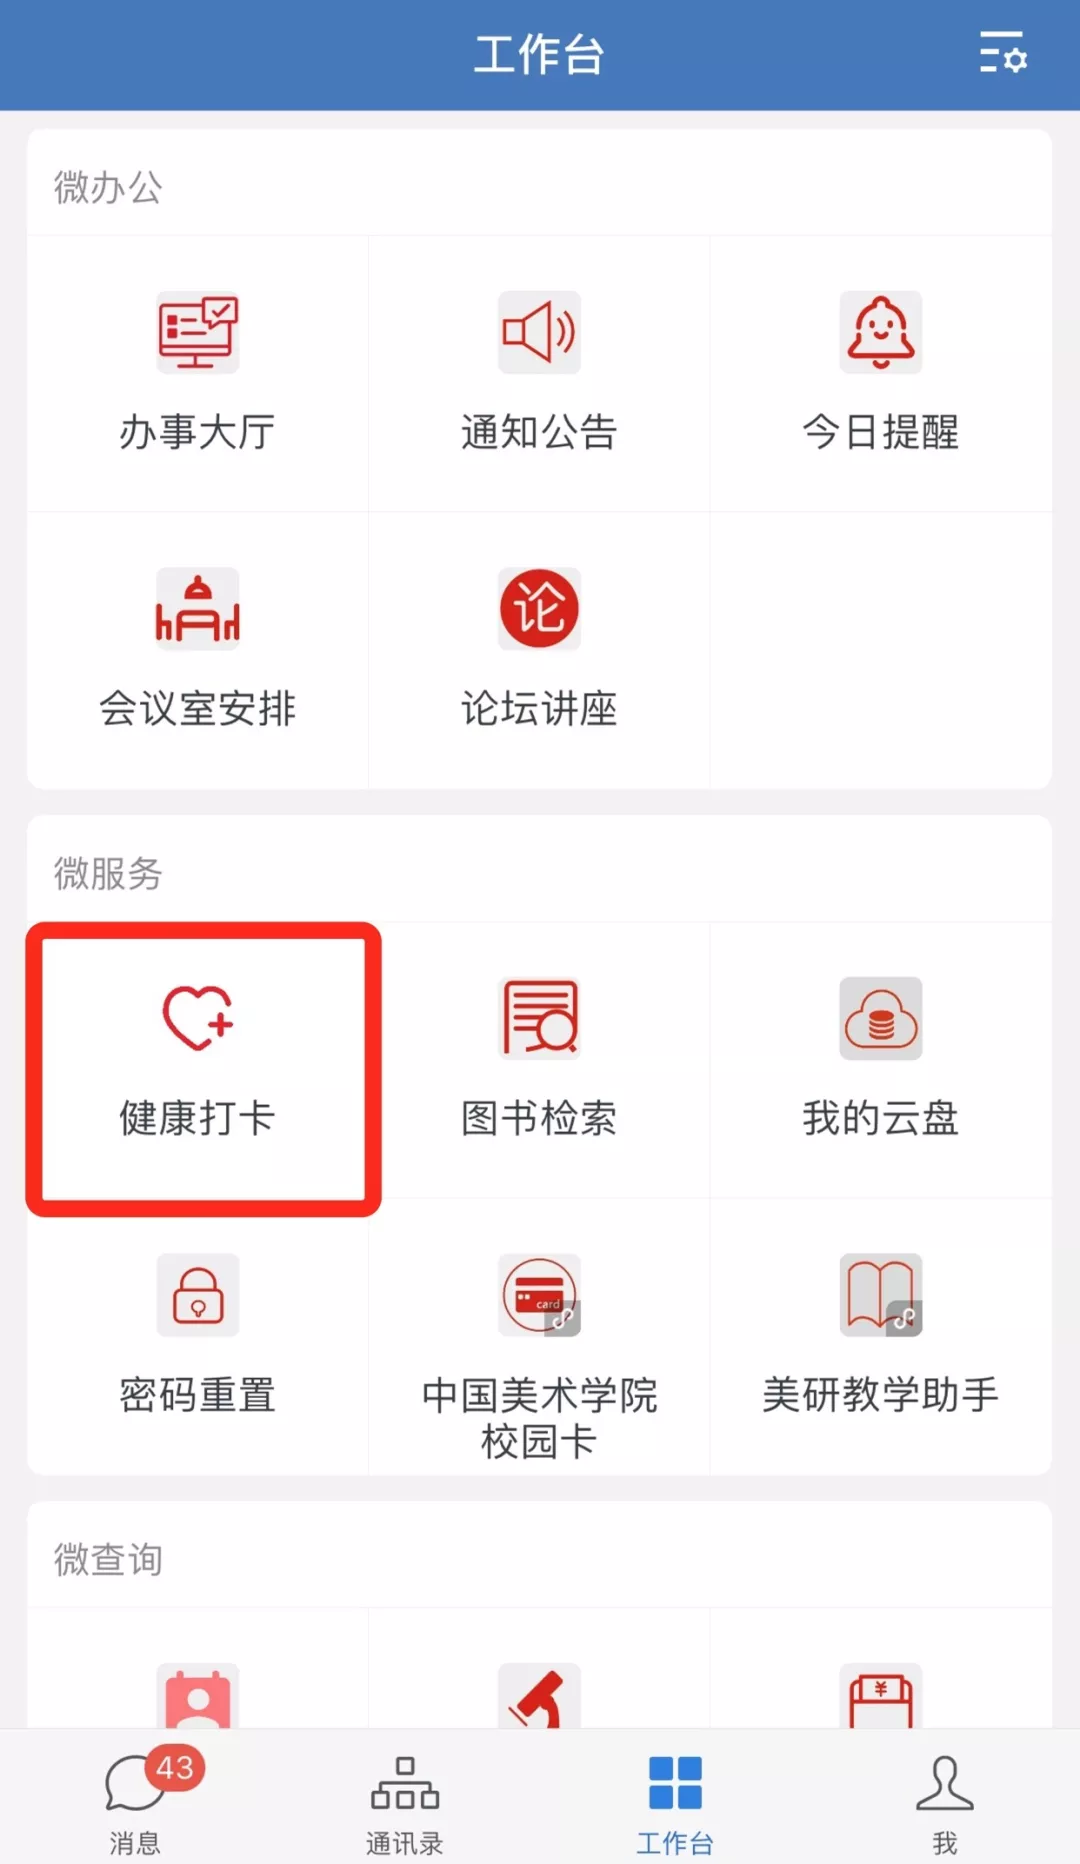 工作台
微办公
办事大厅
通知公告
今日提醒
论
会议室安排
论坛讲座
微服务
健康打卡
图书检索
我的云盘
card
密码重置
中国美术学院
校园卡
美研教学助手
微查询
¥
43
消息
通讯录
工作台
我